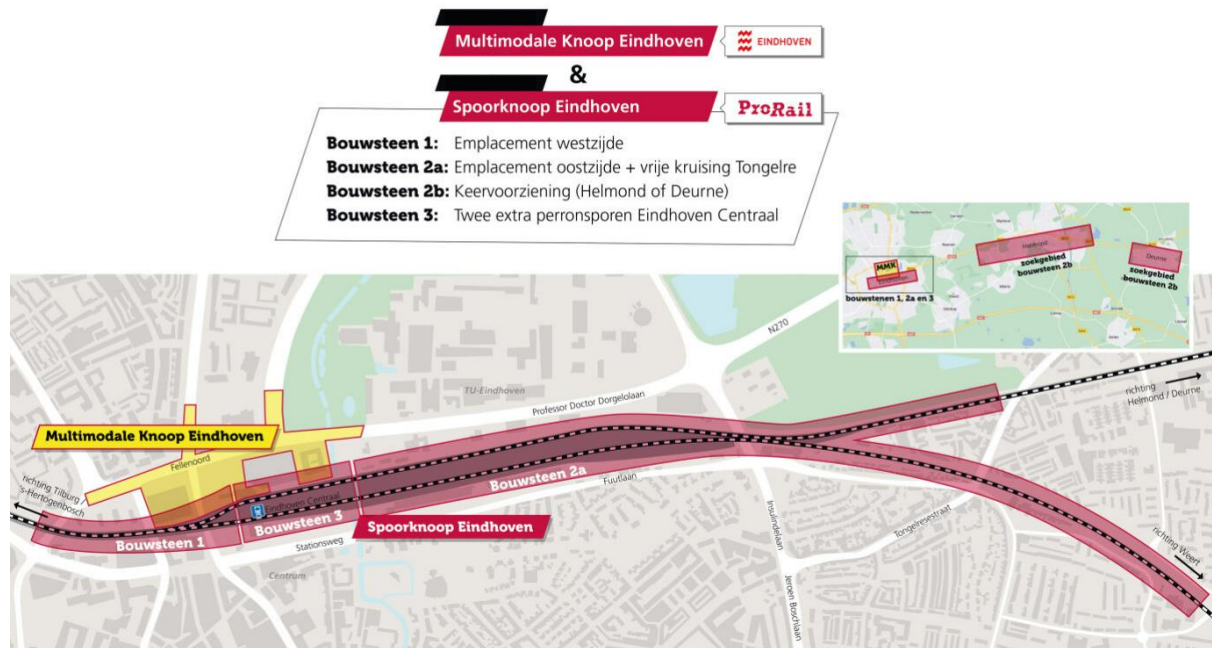 Multimodale Knoop Eindhoven
EINDHOVEN
&
Spoorknoop Eindhoven
ProRail
Bouwsteen 1: Emplacement westzijde
Bouwsteen 2a: Emplacement oostzijde + vrije kruising Tongelre
Bouwsteen 2b: Keervoorziening (Helmond of Deurne)
Bouwsteen 3: Twee extra perronsporen Eindhoven Centraal
MMK
bouwstenen 1, 2a en 3
Helmond
zoekgebied
bouwsteen 2b
Deurne
zoekgebied
bouwsteen 2b
N270
TU-Eindhoven
Professor Doctor Dorgelolaan
richting
Helmond / Deurne
Multimodale Knoop Eindhoven
Fellenoord
richting Tilburg /
's-Hertogenbosch
Eindhoven Centraal
Bouwsteen 1
Bouwsteen 3
Bouwsteen 2a
Spoorknoop Eindhoven
Fuutlaan
Stationsweg
Centrum
Insulindelaan
Jeroen Boschlaan
Tongelresestraat
richting Weert